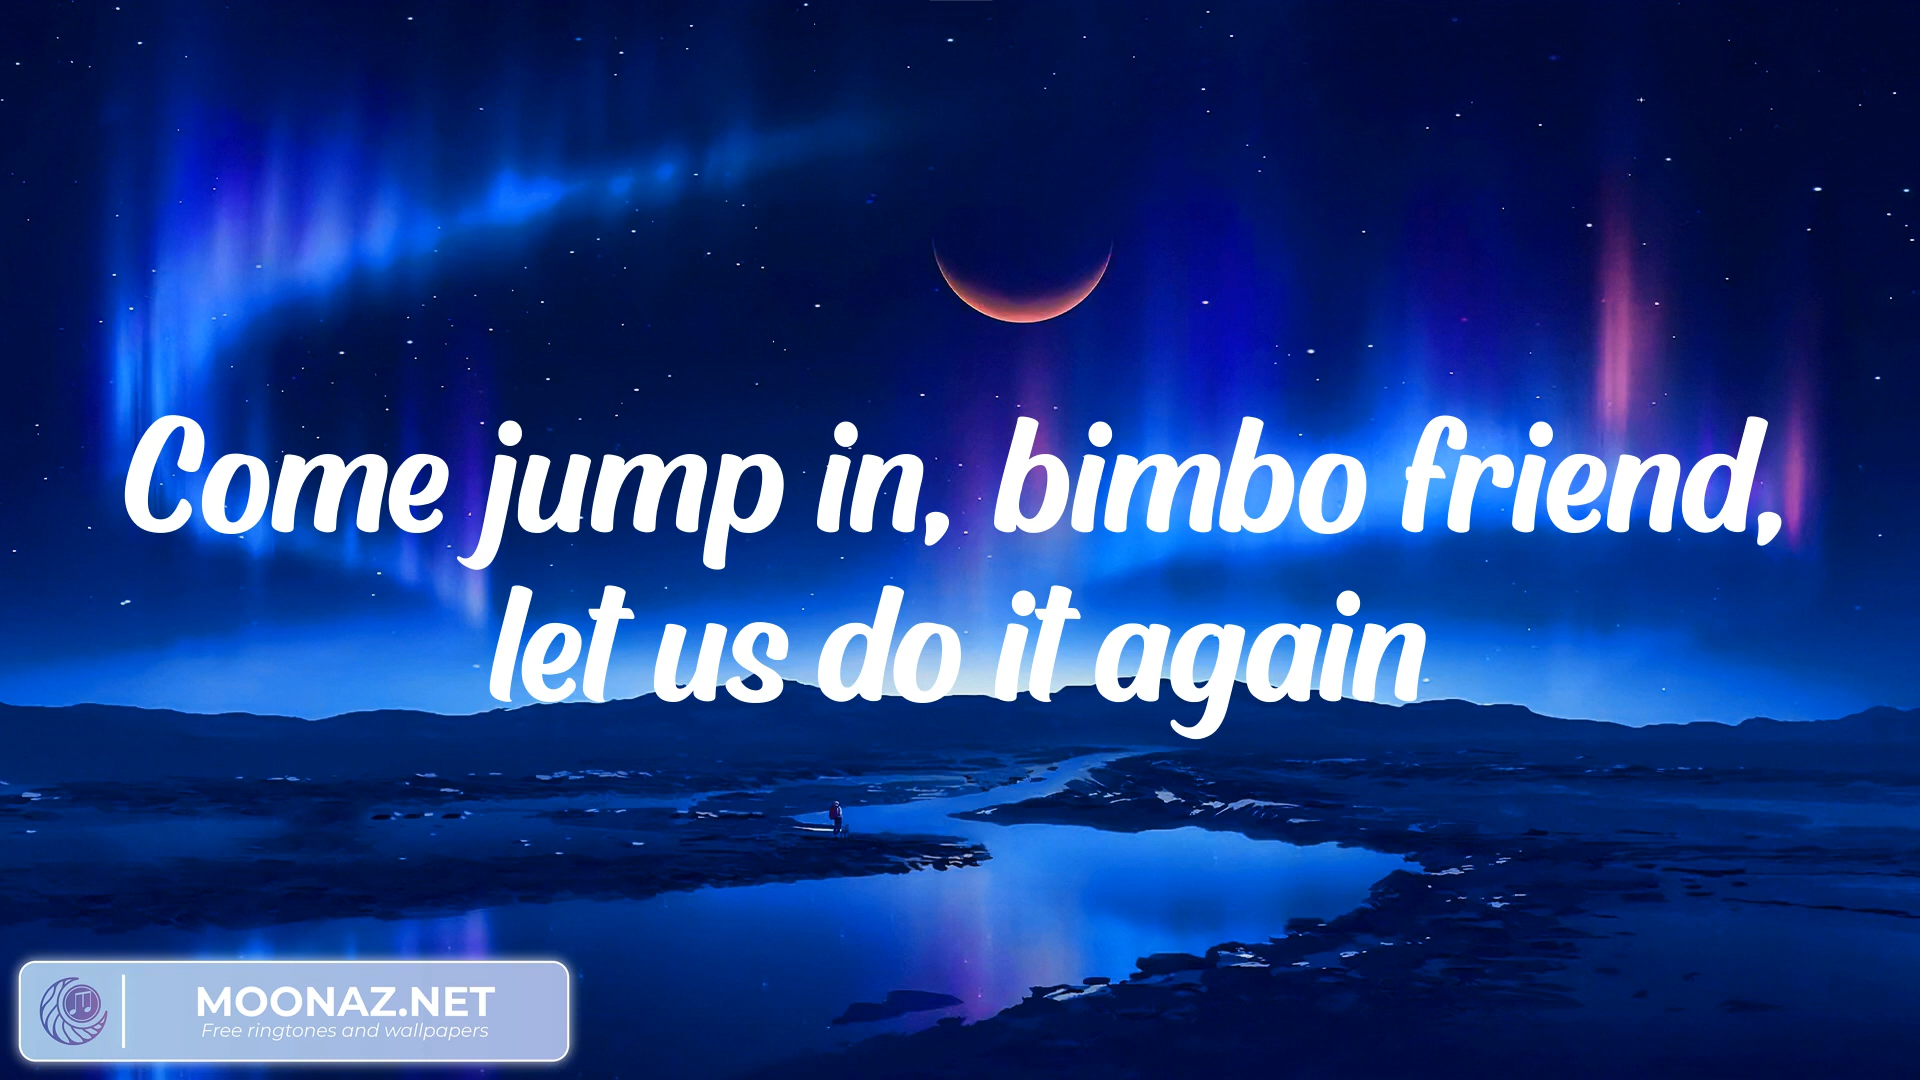 Come jump in, bimbo friend,
let us do it again
MOONAZ.NET
Free ringtones and wallpapers